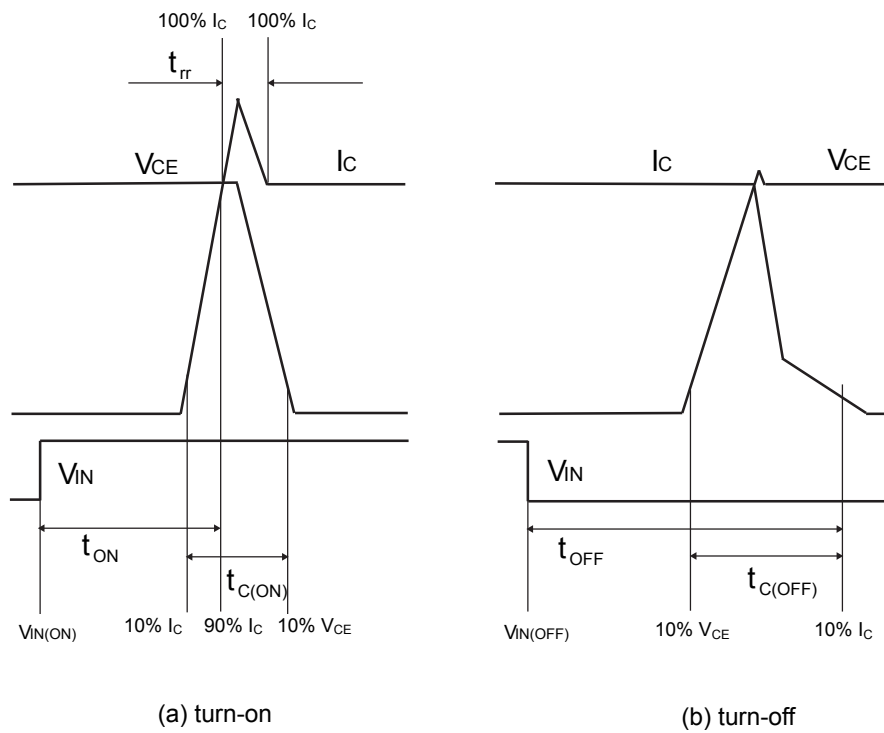 100% IC 100% IC
trr
VCE IC
IC VCE
VIN
VIN
tON
tC(ON)
tOFF
tC(OFF)
VIN(ON) 10% IC 90% IC 10% VCE
VIN(OFF) 10% VCE 10% IC
(a) turn-on
(b) turn-off